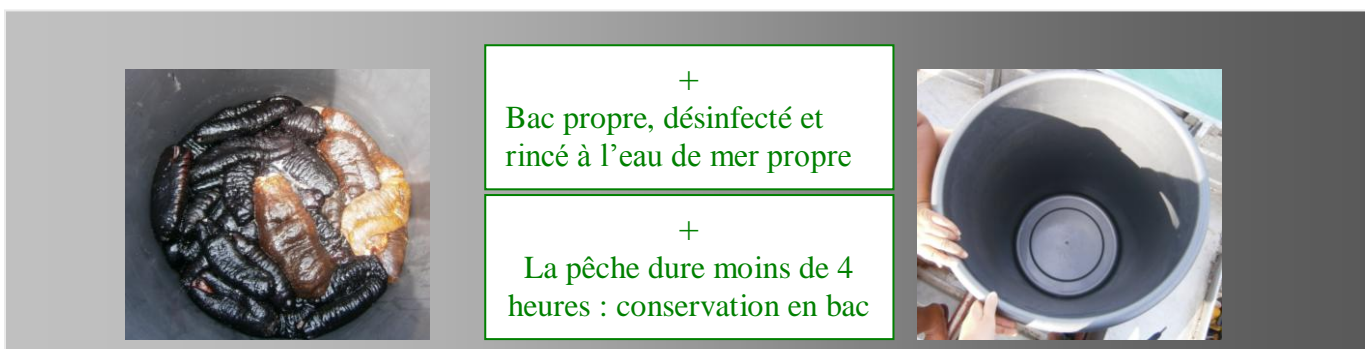 +
Bac propre, désinfecté et
rincé à l’eau de mer propre
+
La pêche dure moins de 4
heures : conservation en bac